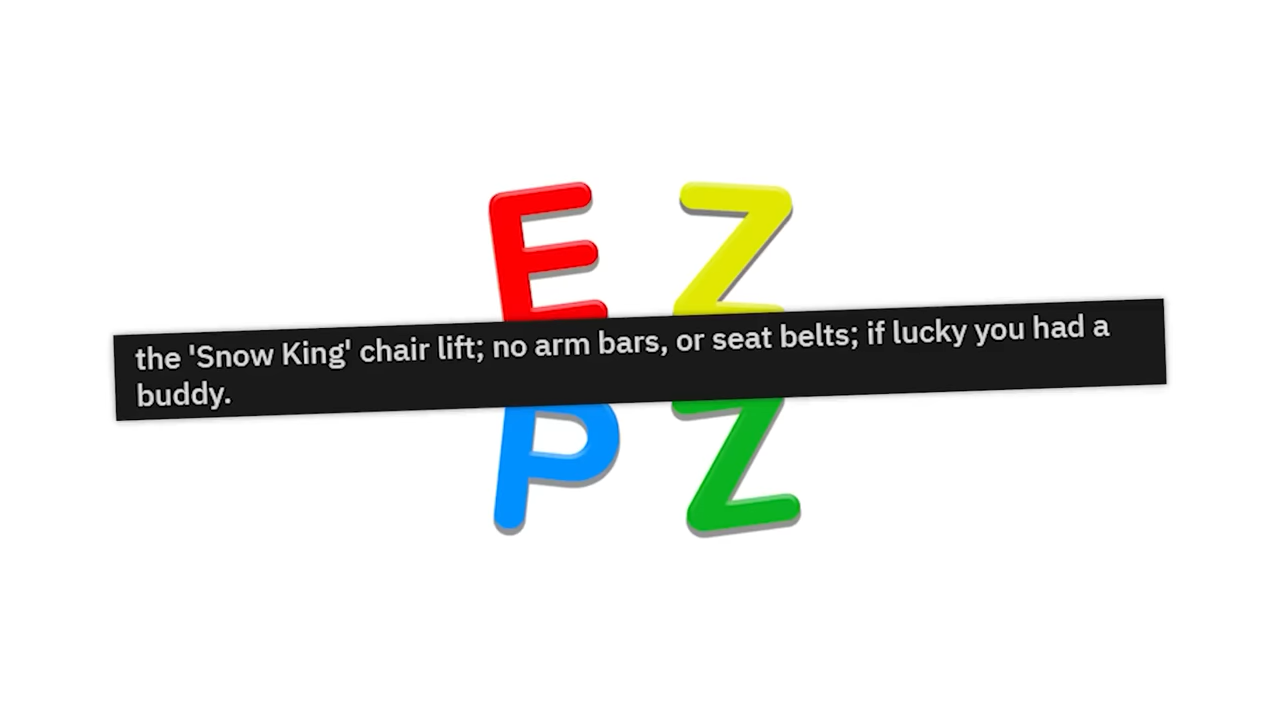 E Z
the 'Snow King' chair lift; no arm bars, or seat belts; if lucky you had a
buddy.
P Z